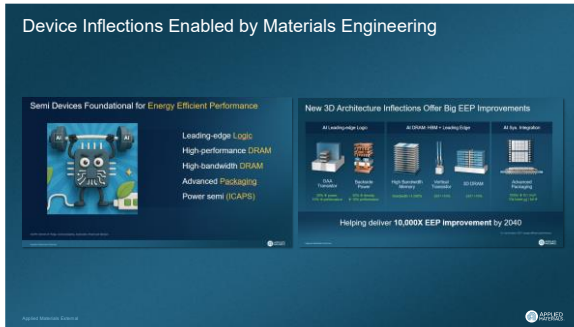 Device Inflections Enabled by Materials Engineering
Semi Devices Foundational for Energy Efficient Performance
Leading-edge Logic
High-performance DRAM
High-bandwidth DRAM
Advanced Packaging
Power semi (ICAPS)
APPLIED MATERIALS
New 3D Architecture Inflections Offer Big EEP Improvements
AI Leading-edge Logic
AI DRAM: HBM + Leading Edge
AI Sys. Integration
GAA
Transistor
Backside
Power
High Bandwidth
Memory
Vertical
Transistor
3D DRAM
Advanced
Packaging
Helping deliver 10,000X EEP improvement by 2040
Applied Materials External
APPLIED
MATERIALS